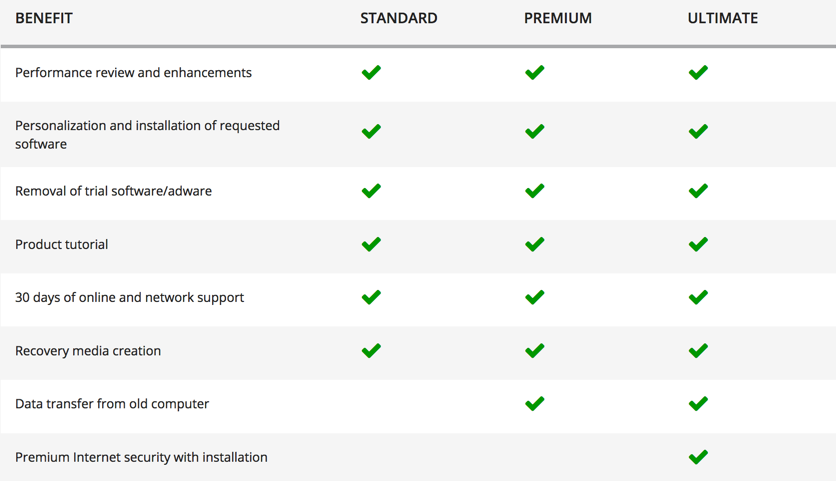 BENEFIT STANDARD PREMIUM ULTIMATE
Performance review and enhancements
Personalization and installation of requested
software
Removal of trial software/adware
Product tutorial
30 days of online and network support
Recovery media creation
Data transfer from old computer
Premium Internet security with installation